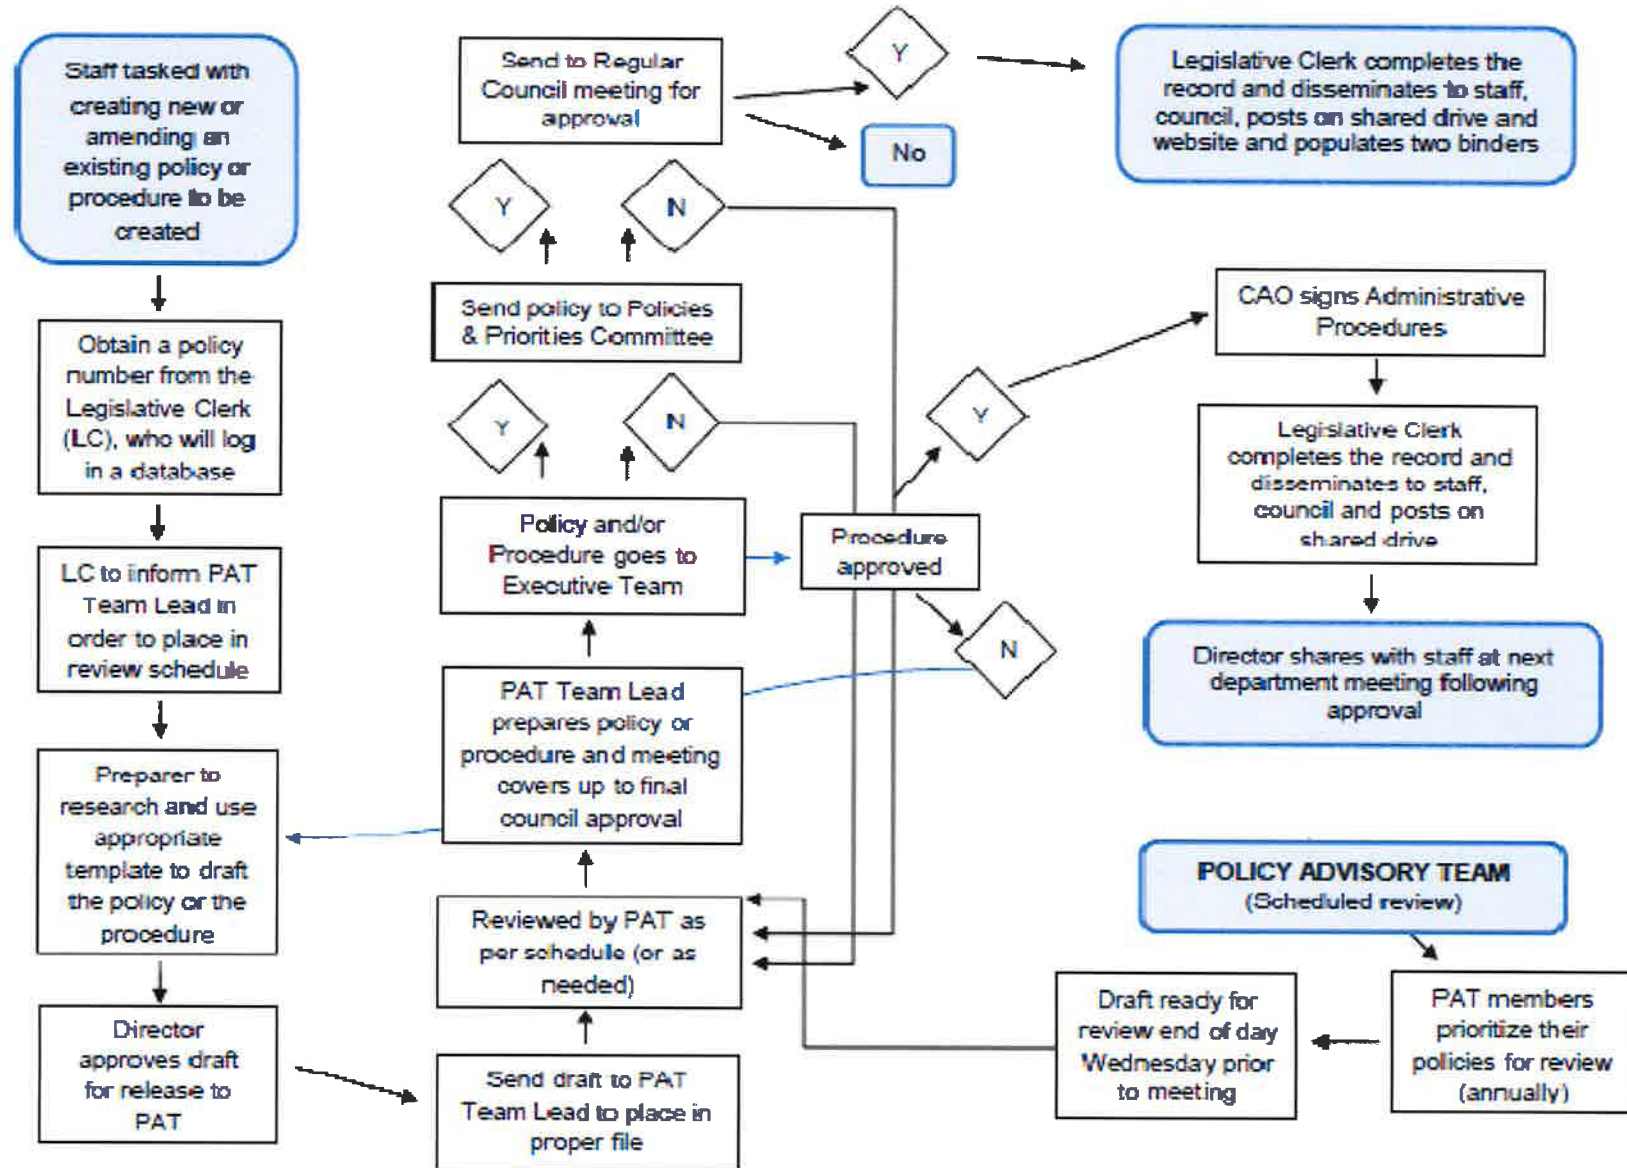 Staff tasked with
creating new or
amending an
existing policy or
procedure to be
created
Obtain a policy
number from the
Legislative Clerk
(LC), who will log
in a database
LC to inform PAT
Team Lead in
order to place in
review schedule
Preparer to
research and use
appropriate
template to draft
the policy or the
procedure
Director
approves draft
for release to
PAT
Send draft to PAT
Team Lead to place in
proper file
Reviewed by PAT as
per schedule (or as
needed)
PAT Team Lead
prepares policy or
procedure and meeting
covers up to final
council approval
Policy and/or
Procedure goes to
Executive Team
Y
N
Send policy to Policies
& Priorities Committee
Y
N
Send to Regular
Council meeting for
approval
Y
No
Legislative Clerk completes the
record and disseminates to staff,
council, posts on shared drive and
website and populates two binders
Procedure
approved
Y
N
CAO signs Administrative
Procedures
Legislative Clerk
completes the record and
disseminates to staff,
council and posts on
shared drive
Director shares with staff at next
department meeting following
approval
POLICY ADVISORY TEAM
(Scheduled review)
PAT members
prioritize their
policies for review
(annually)
Draft ready for
review end of day
Wednesday prior
to meeting